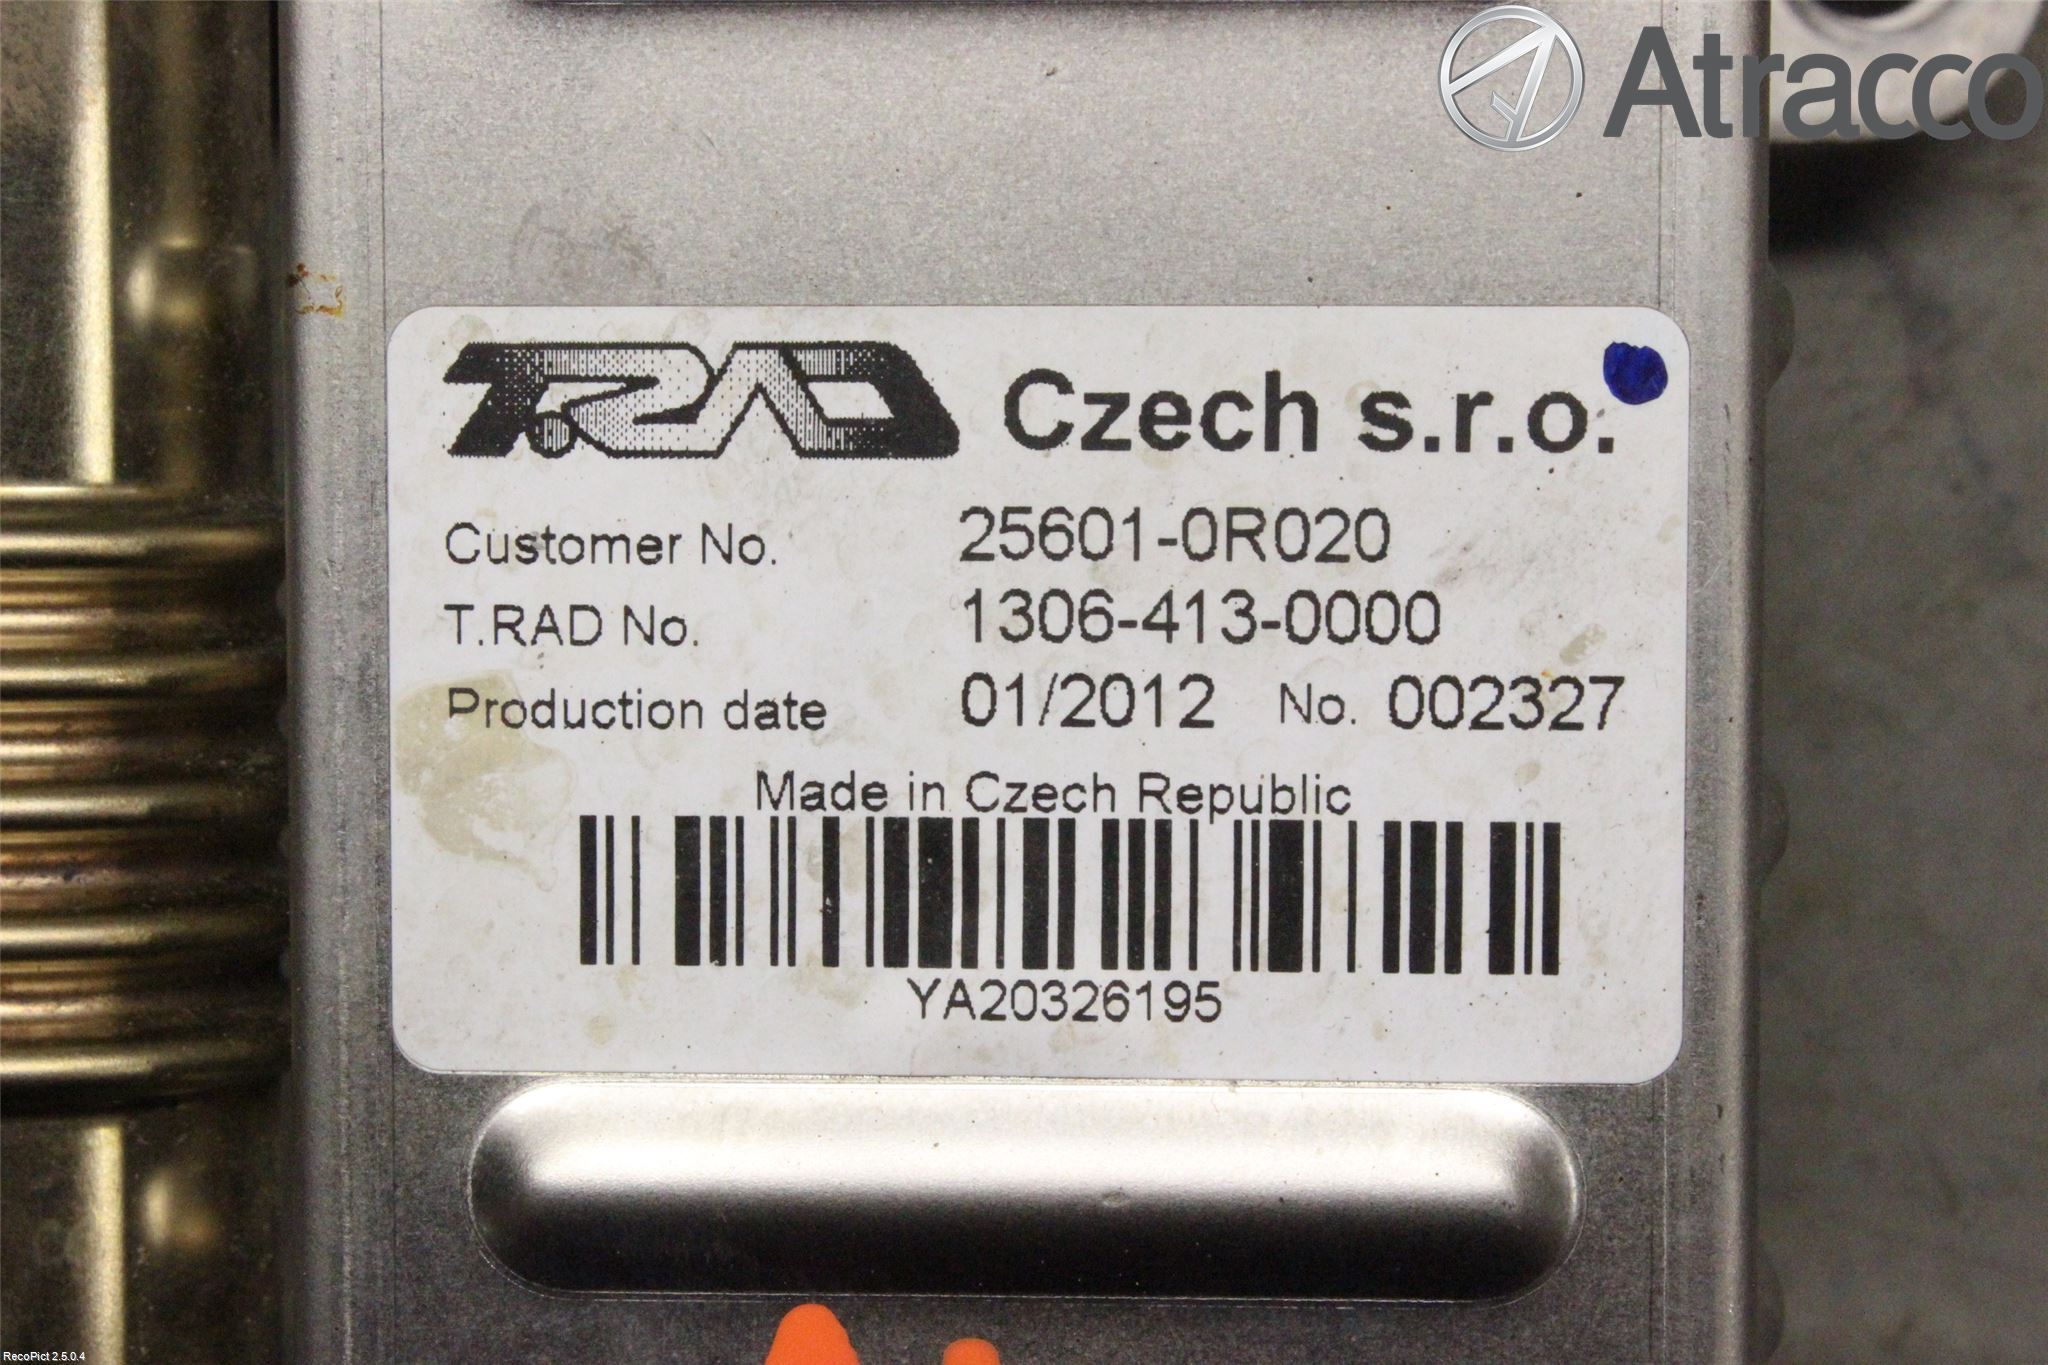 Atracco
T.RAD Czech s.r.o.
Customer No. 25601-0R020
T.RAD No. 1306-413-0000
Production date 01/2012 No. 002327
Made in Czech Republic
YA20326195
RecoPict 2.5.0.4